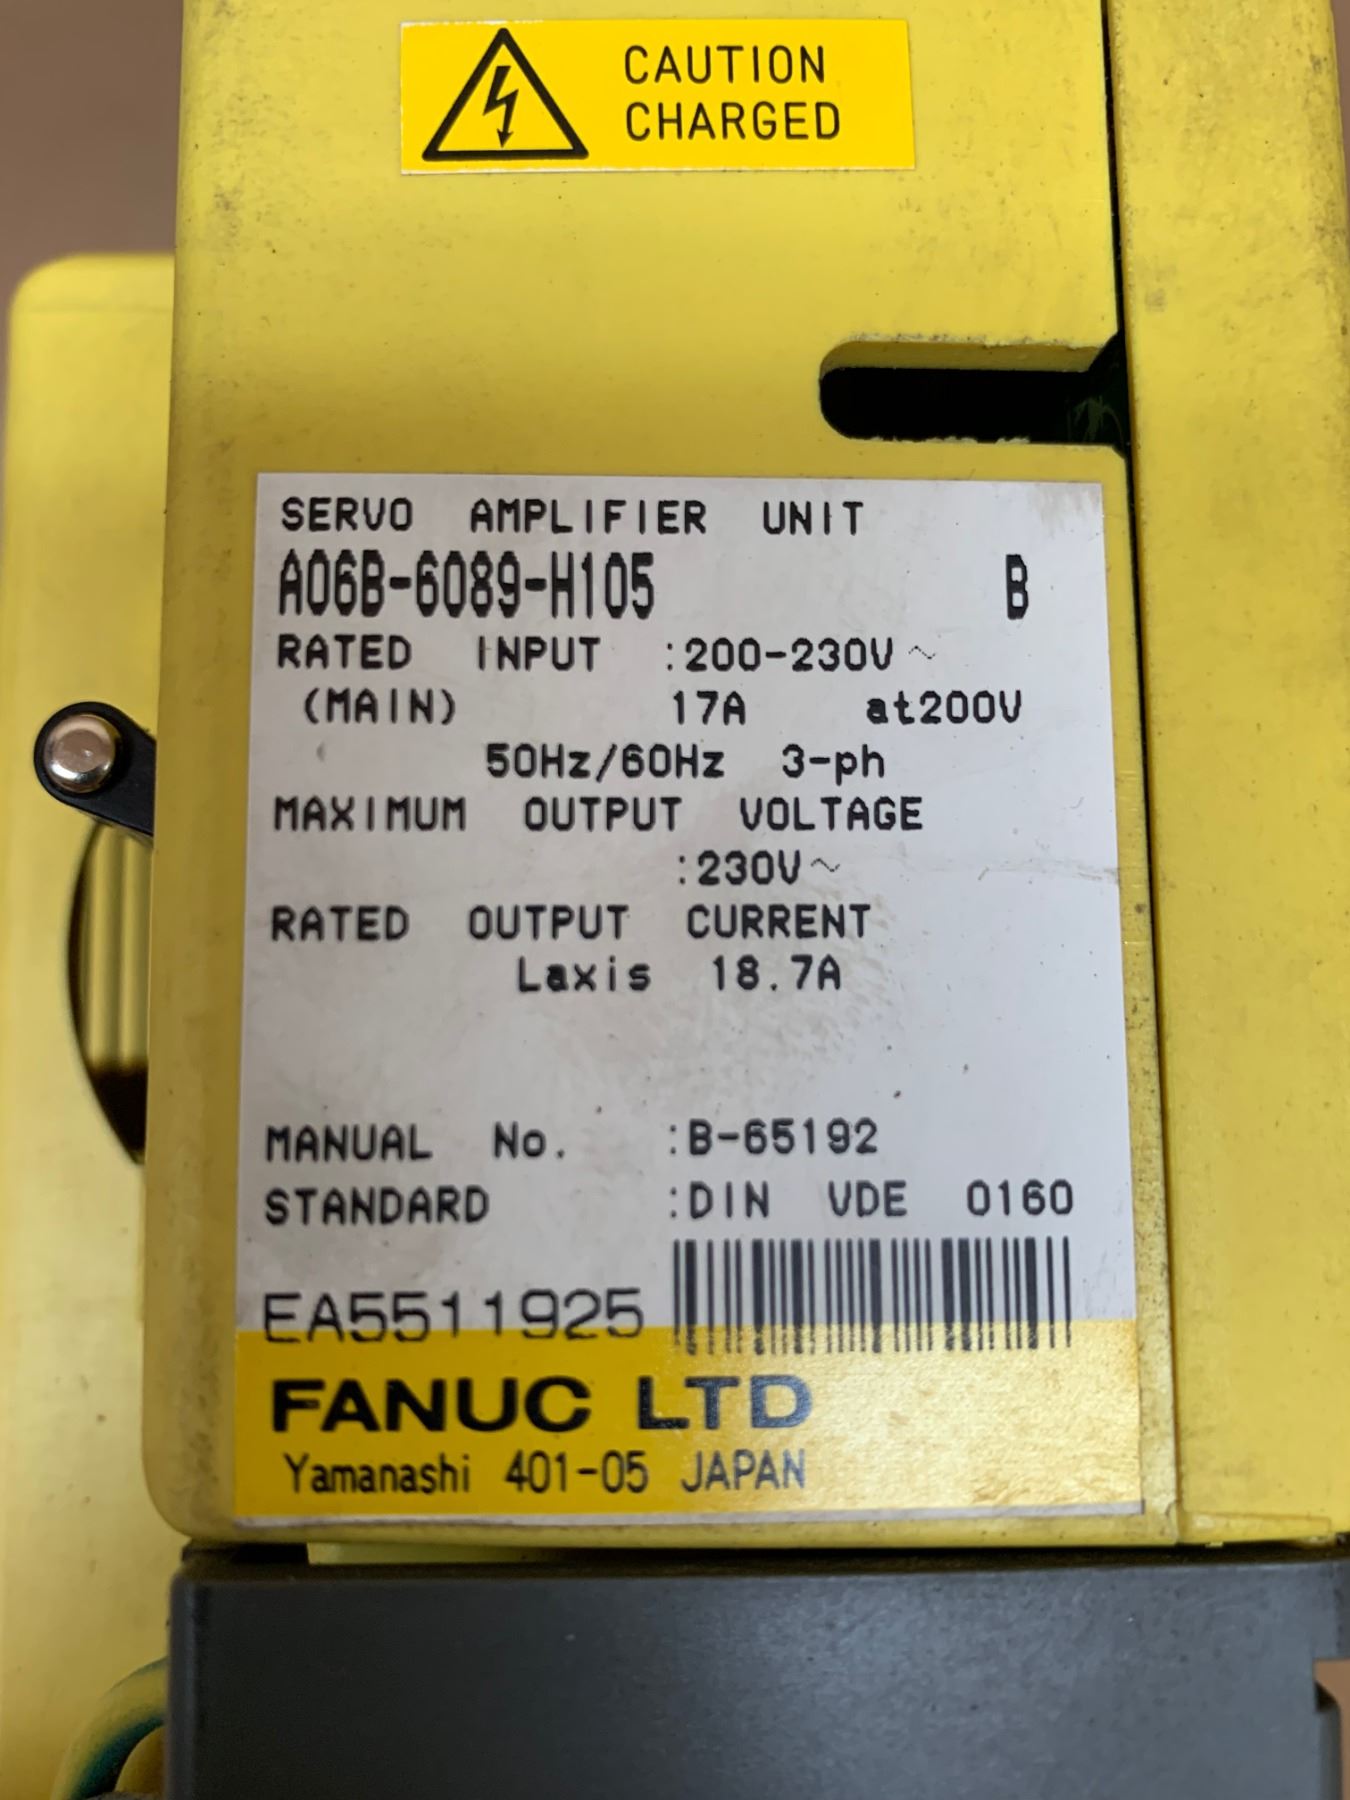 CAUTION
CHARGED
SERVO AMPLIFIER UNIT
A06B-6089-H105 B
RATED INPUT :200-230V~
(MAIN) 17A at200V
50Hz/60Hz 3-ph
MAXIMUM OUTPUT VOLTAGE
:230V~
RATED OUTPUT CURRENT
Laxis 18.7A
MANUAL No. :B-65192
STANDARD :DIN VDE 0160
EA5511925
FANUC LTD
Yamanashi 401-05 JAPAN